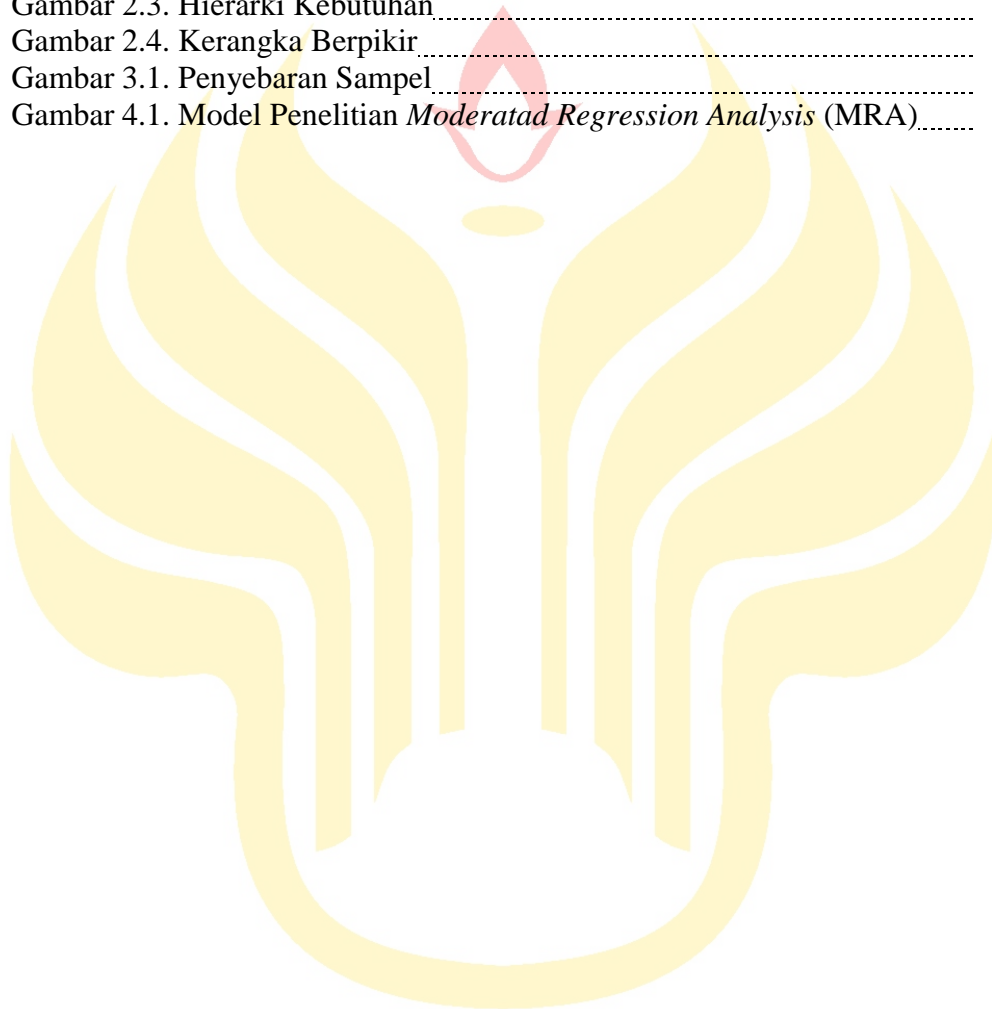 Gambar 2.3. Hierarki Kebutuhan
Gambar 2.4. Kerangka Berpikir
Gambar 3.1. Penyebaran Sampel
Gambar 4.1. Model Penelitian Moderatad Regression Analysis (MRA)